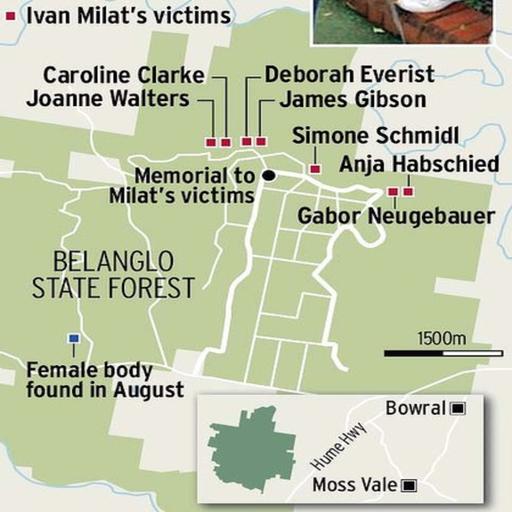 Ivan Milat's victims
Caroline Clarke
Joanne Walters
Deborah Everist
James Gibson
Simone Schmidl
Anja Habschied
Gabor Neugebauer
Memorial to
Milat's victims
BELANGLO
STATE FOREST
1500m
Female body
found in August
Bowral
Hume Hwy
Moss Vale